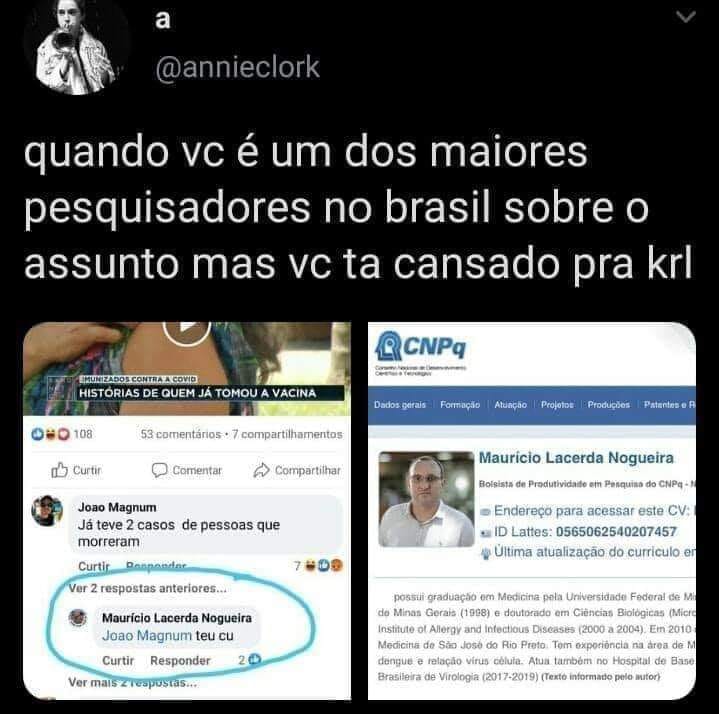 a
@annieclork
quando vc é um dos maiores
pesquisadores no brasil sobre o
assunto mas vc ta cansado pra krl
IMUNIZADOS CONTRA A COVID
HISTÓRIAS DE QUEM JÁ TOMOU A VACINA
108 53 comentários • 7 compartilhamentos
Curtir Comentar Compartilhar
Joao Magnum
Já teve 2 casos de pessoas que
morreram
Curtir Responder 7
Ver 2 respostas anteriores...
Maurício Lacerda Nogueira
Joao Magnum teu cu
Curtir Responder 2
Ver mais 2 respostas...
CNPq
Conselho Nacional de Desenvolvimento
Científico e Tecnológico
Dados gerais Formação Atuação Projetos Produções Patentes e R
Maurício Lacerda Nogueira
Bolsista de Produtividade em Pesquisa do CNPq - N
Endereço para acessar este CV:
ID Lattes: 0565062540207457
Última atualização do currículo er
possui graduação em Medicina pela Universidade Federal de Mi
de Minas Gerais (1998) e doutorado em Ciências Biológicas (Micro
Institute of Allergy and Infectious Diseases (2000 a 2004). Em 2010
Medicina de São José do Rio Preto. Tem experiência na área de M
dengue e relação vírus célula. Atua também no Hospital de Base
Brasileira de Virologia (2017-2019) (Texto informado pelo autor)